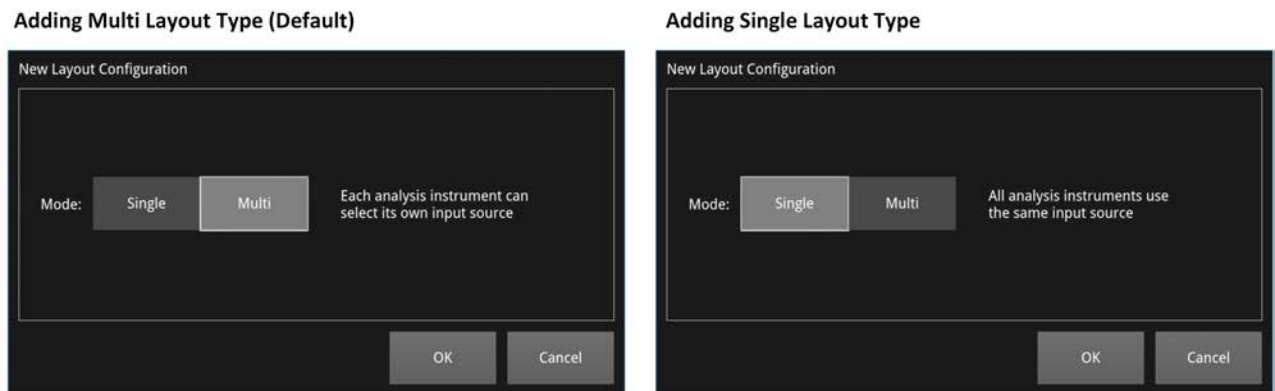 Adding Multi Layout Type (Default)
New Layout Configuration
Mode:
Single
Multi
Each analysis instrument can
select its own input source
OK
Cancel
Adding Single Layout Type
New Layout Configuration
Mode:
Single
Multi
All analysis instruments use
the same input source
OK
Cancel